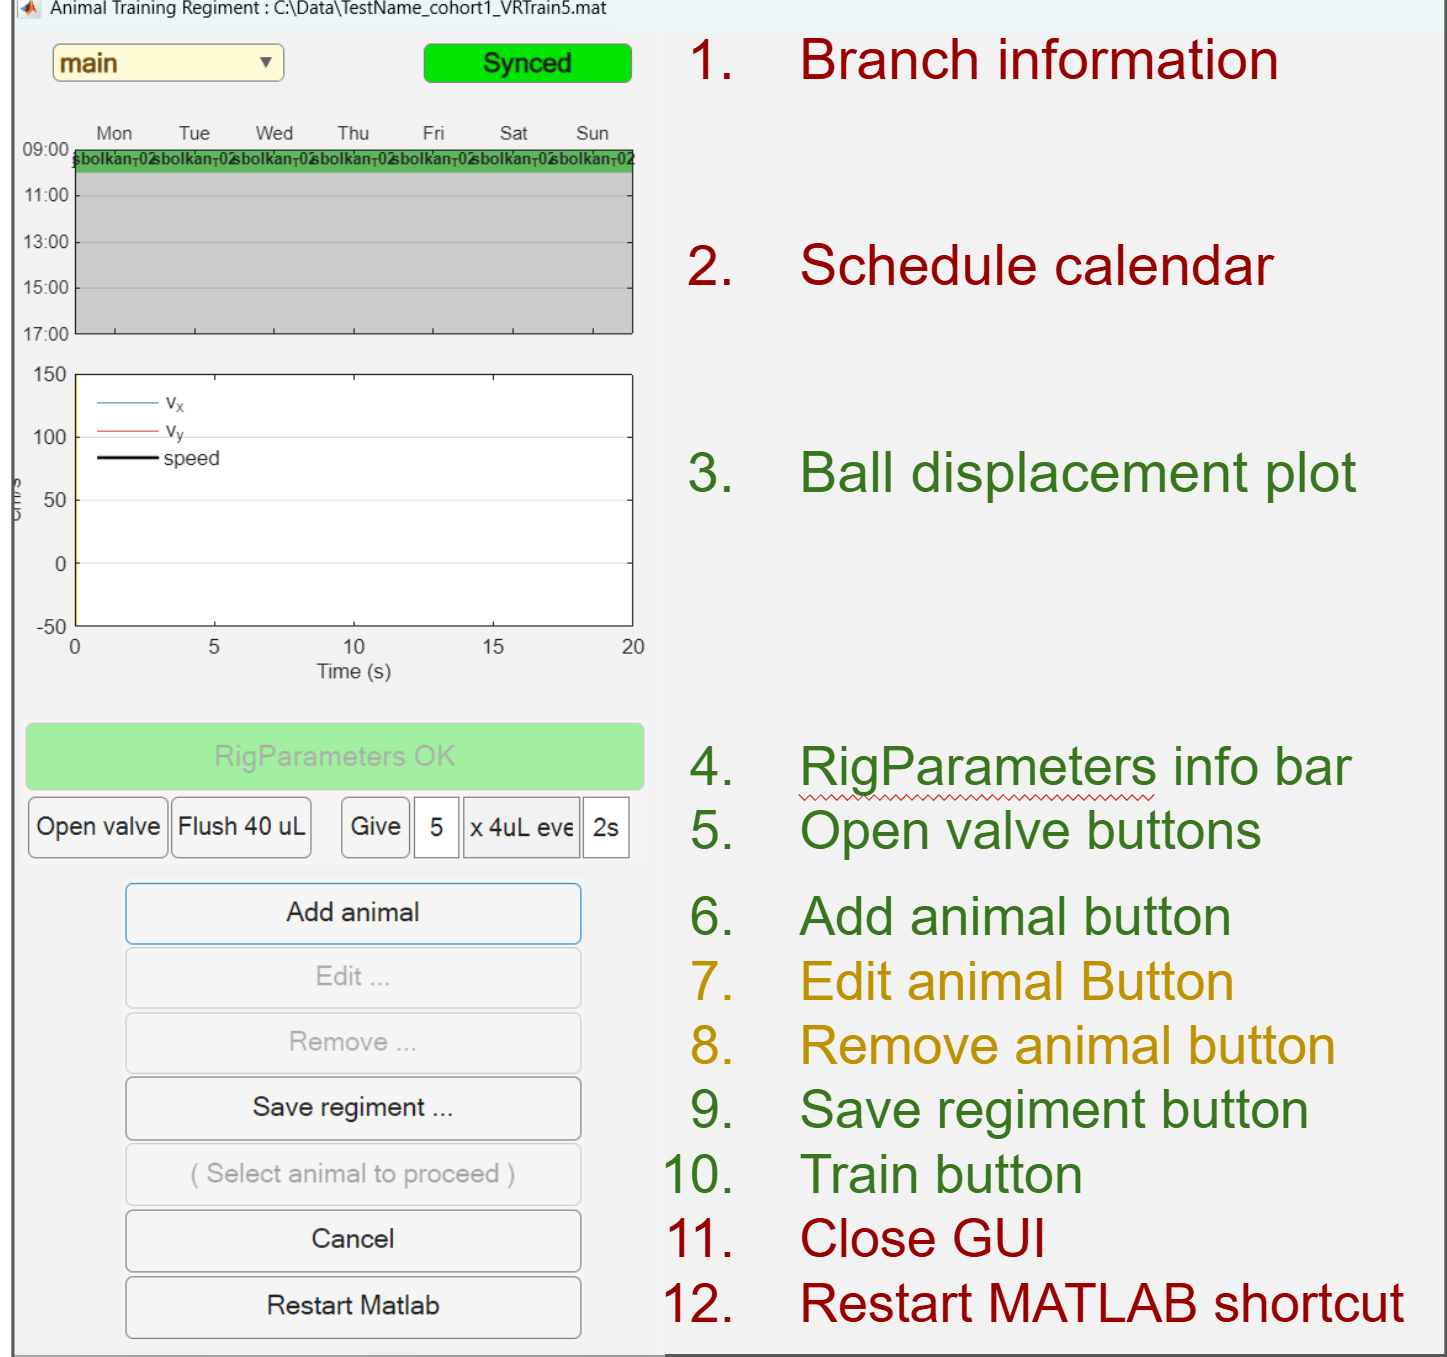 Animal Training Regiment : C:\Data\TestName_cohort1_VRTrain5.mat
main
Synced
Mon Tue Wed Thu Fri Sat Sun
09:00
11:00
13:00
15:00
17:00
150
100
50
0
-50
vx
vy
speed
0 5 10 15 20
Time (s)
RigParameters OK
Open valve Flush 40 uL Give 5 x 4uL eve 2s
Add animal
Edit ...
Remove ...
Save regiment ...
( Select animal to proceed )
Cancel
Restart Matlab
1. Branch information
2. Schedule calendar
3. Ball displacement plot
4. RigParameters info bar
5. Open valve buttons
6. Add animal button
7. Edit animal Button
8. Remove animal button
9. Save regiment button
10. Train button
11. Close GUI
12. Restart MATLAB shortcut